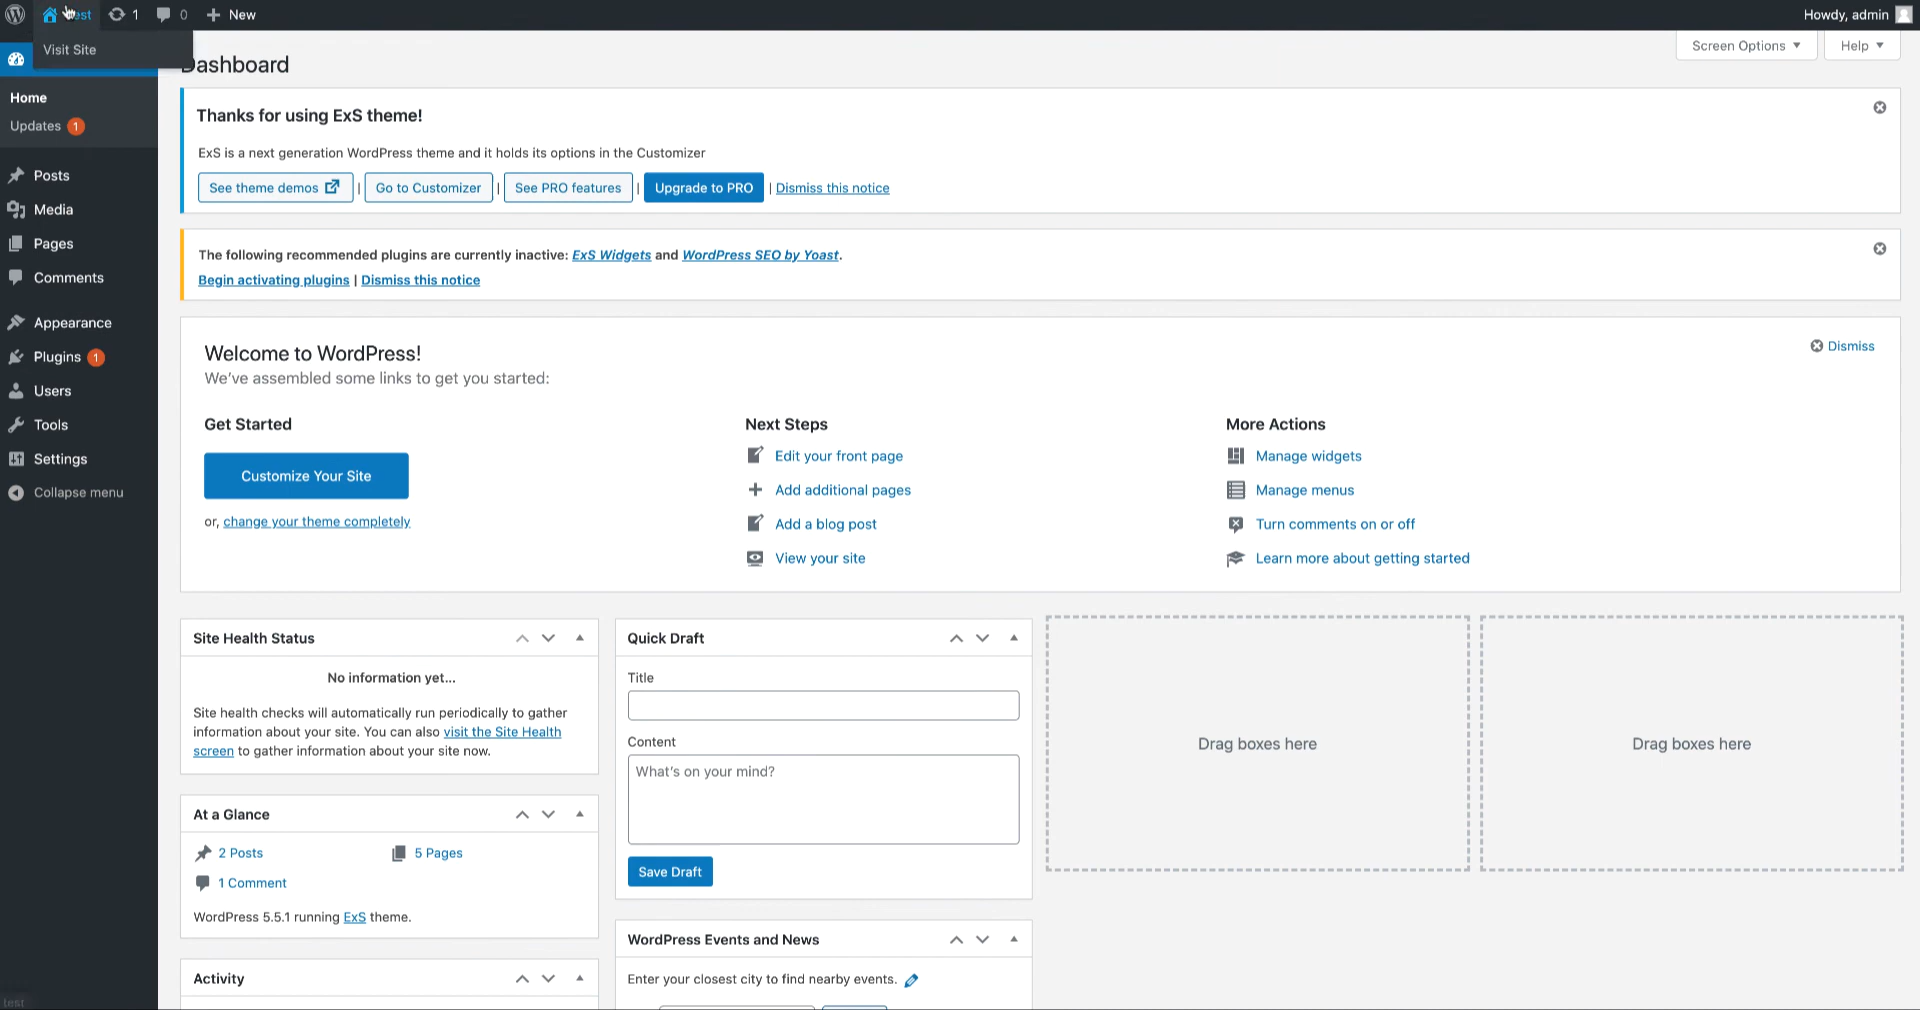 1
0
New
Howdy, admin
Visit Site
Screen Options
Help
Dashboard
Home
Updates 1
Posts
Media
Pages
Comments
Appearance
Plugins 1
Users
Tools
Settings
Collapse menu
Thanks for using ExS theme!
ExS is a next generation WordPress theme and it holds its options in the Customizer
See theme demos | Go to Customizer | See PRO features | Upgrade to PRO | Dismiss this notice
The following recommended plugins are currently inactive: ExS Widgets and WordPress SEO by Yoast.
Begin activating plugins | Dismiss this notice
Welcome to WordPress!
Dismiss
We've assembled some links to get you started:
Get Started
Customize Your Site
or, change your theme completely
Next Steps
Edit your front page
Add additional pages
Add a blog post
View your site
More Actions
Manage widgets
Manage menus
Turn comments on or off
Learn more about getting started
Site Health Status
No information yet...
Site health checks will automatically run periodically to gather
information about your site. You can also visit the Site Health
screen to gather information about your site now.
At a Glance
2 Posts
5 Pages
1 Comment
WordPress 5.5.1 running ExS theme.
Activity
Quick Draft
Title
Content
What's on your mind?
Save Draft
WordPress Events and News
Enter your closest city to find nearby events.
Drag boxes here
Drag boxes here
test